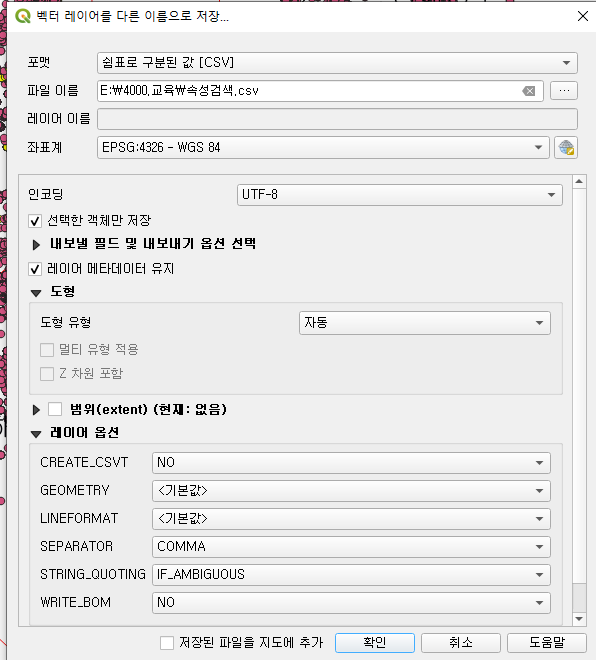 벡터 레이어를 다른 이름으로 저장...
포맷 쉼표로 구분된 값 [CSV]
파일 이름 E:₩4000.교육₩속성검색.csv ...
레이어 이름
좌표계 EPSG:4326 - WGS 84
인코딩 UTF-8
선택한 객체만 저장
내보낼 필드 및 내보내기 옵션 선택
레이어 메타데이터 유지
도형
도형 유형 자동
멀티 유형 적용
Z 차원 포함
범위(extent) (현재: 없음)
레이어 옵션
CREATE_CSVT NO
GEOMETRY <기본값>
LINEFORMAT <기본값>
SEPARATOR COMMA
STRING_QUOTING IF_AMBIGUOUS
WRITE_BOM NO
저장된 파일을 지도에 추가 확인 취소 도움말